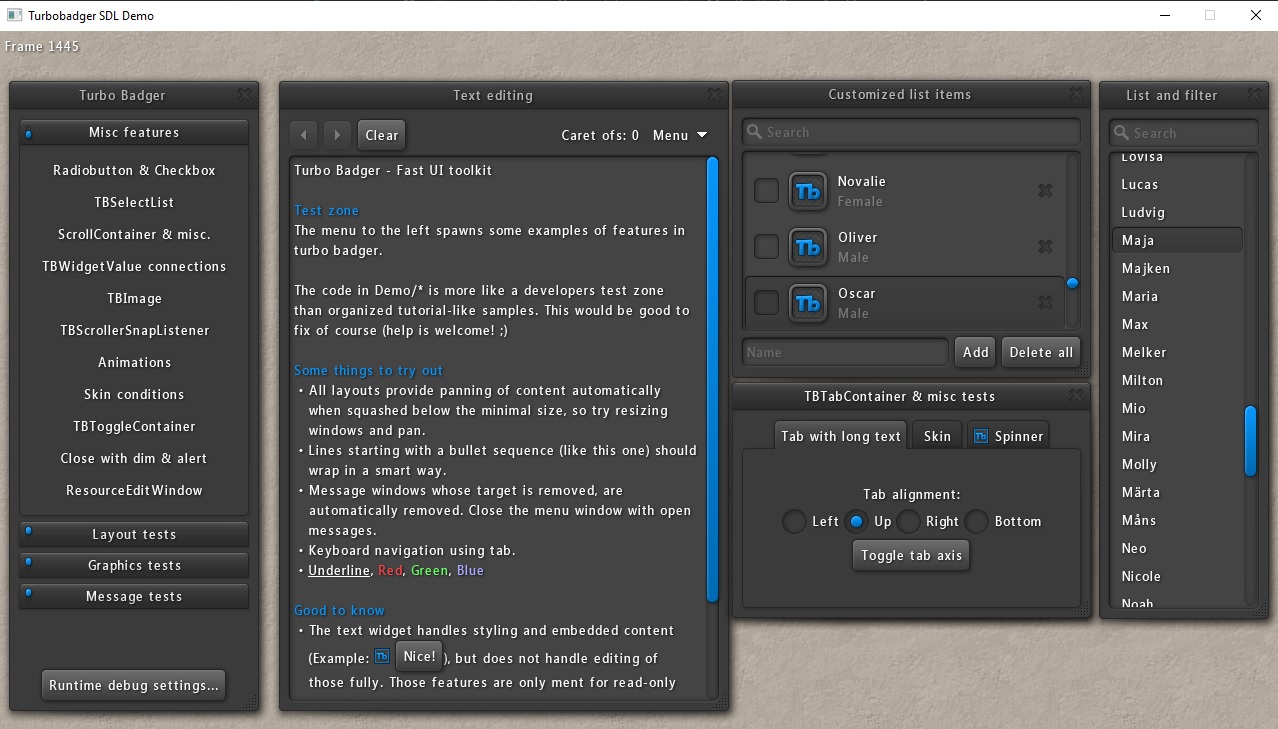 Turbobadger SDL Demo
Frame 1445
Turbo Badger
Misc features
Radiobutton & Checkbox
TBSelectList
ScrollContainer & misc.
TBWidgetValue connections
TBImage
TBScrollerSnapListener
Animations
Skin conditions
TBToggleContainer
Close with dim & alert
ResourceEditWindow
Layout tests
Graphics tests
Message tests
Runtime debug settings...
Text editing
Clear
Caret ofs: 0 Menu
Turbo Badger - Fast UI toolkit
Test zone
The menu to the left spawns some examples of features in
turbo badger.
The code in Demo/* is more like a developers test zone
than organized tutorial-like samples. This would be good to
fix of course (help is welcome! ;)
Some things to try out
• All layouts provide panning of content automatically
when squashed below the minimal size, so try resizing
windows and pan.
• Lines starting with a bullet sequence (like this one) should
wrap in a smart way.
• Message windows whose target is removed, are
automatically removed. Close the menu window with open
messages.
• Keyboard navigation using tab.
• Underline, Red, Green, Blue
Good to know
• The text widget handles styling and embedded content
(Example: Tb Nice!), but does not handle editing of
those fully. Those features are only ment for read-only
Customized list items
Search
Tb Novalie
Female
Tb Oliver
Male
Tb Oscar
Male
Name
Add
Delete all
TBTabContainer & misc tests
Tab with long text
Skin
Tb Spinner
Tab alignment:
Left Up Right Bottom
Toggle tab axis
List and filter
Search
Lovisa
Lucas
Ludvig
Maja
Majken
Maria
Max
Melker
Milton
Mio
Mira
Molly
Märta
Måns
Neo
Nicole
Noah